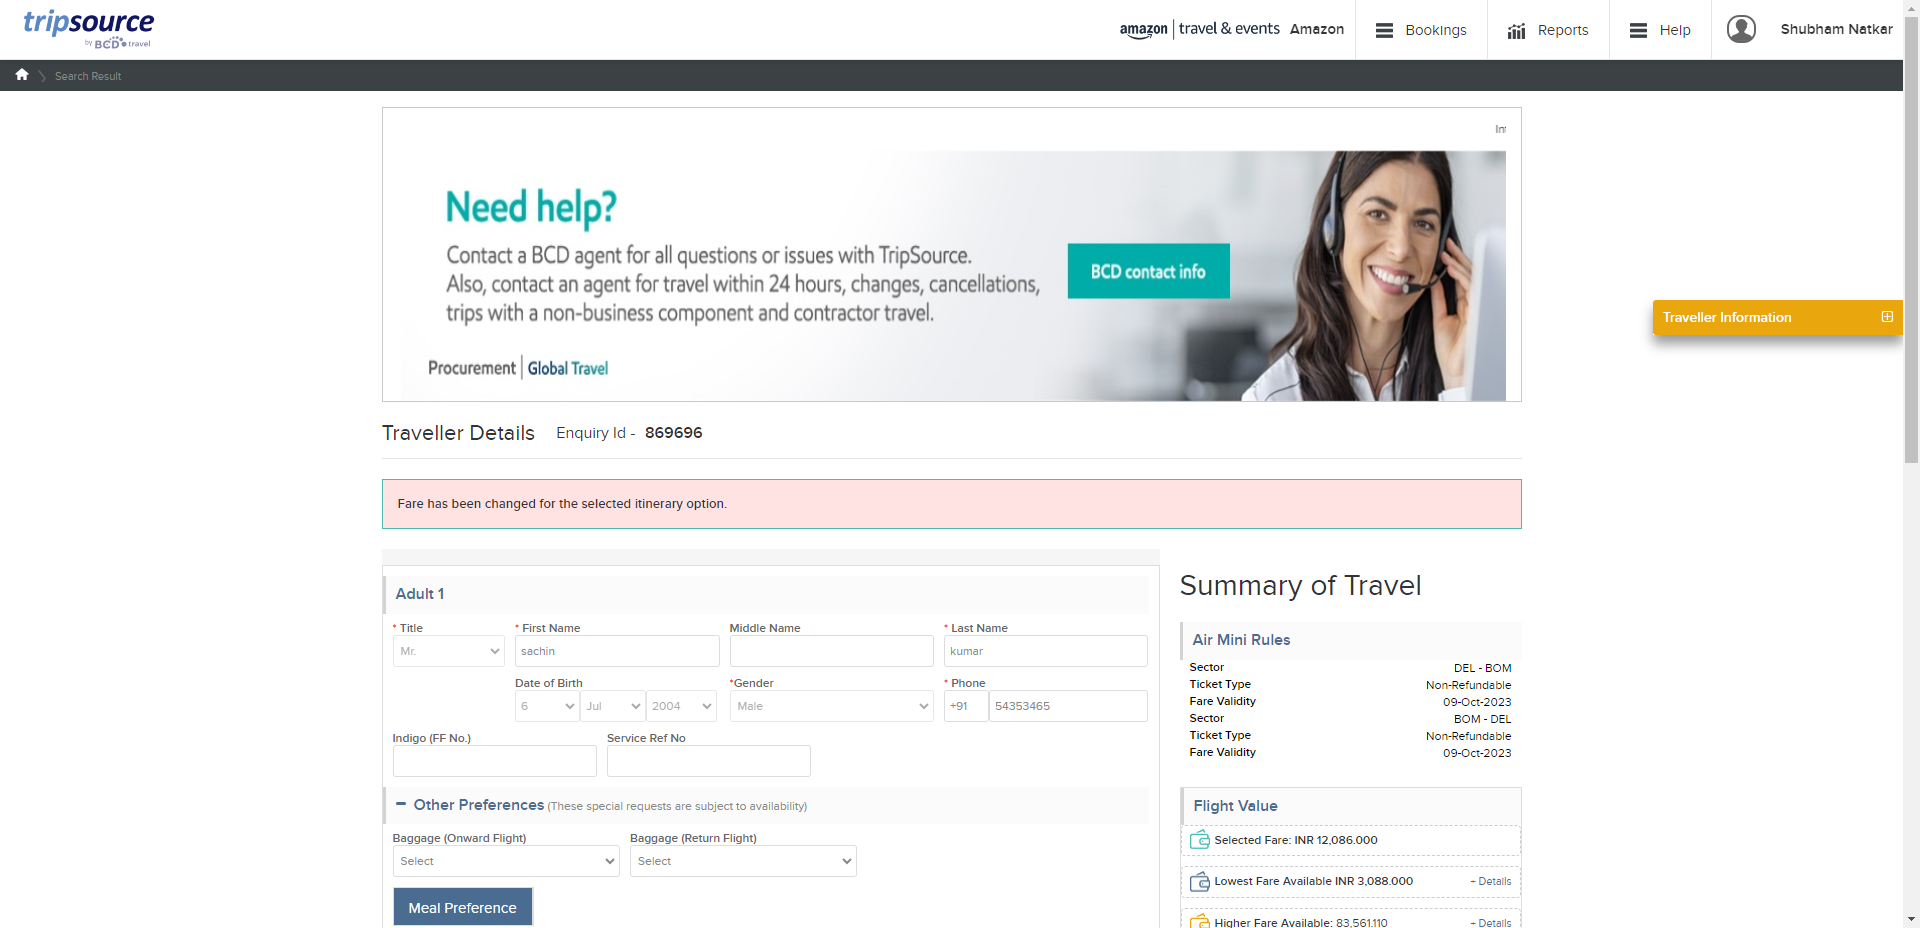 tripsource
by BCD travel
amazon | travel & events Amazon
Bookings
Reports
Help
Shubham Natkar
Search Result
Need help?
Contact a BCD agent for all questions or issues with TripSource.
Also, contact an agent for travel within 24 hours, changes, cancellations,
trips with a non-business component and contractor travel.
BCD contact info
Procurement | Global Travel
Traveller Information
Traveller Details Enquiry Id - 869696
Fare has been changed for the selected itinerary option.
Adult 1
* Title * First Name Middle Name * Last Name
Mr. sachin kumar
Date of Birth *Gender * Phone
6 Jul 2004 Male +91 54353465
Indigo (FF No.) Service Ref No
Other Preferences (These special requests are subject to availability)
Baggage (Onward Flight) Baggage (Return Flight)
Select Select
Meal Preference
Summary of Travel
Air Mini Rules
Sector DEL - BOM
Ticket Type Non-Refundable
Fare Validity 09-Oct-2023
Sector BOM - DEL
Ticket Type Non-Refundable
Fare Validity 09-Oct-2023
Flight Value
Selected Fare: INR 12,086.000
Lowest Fare Available INR 3,088.000 + Details
Higher Fare Available: 83,561.110 + Details